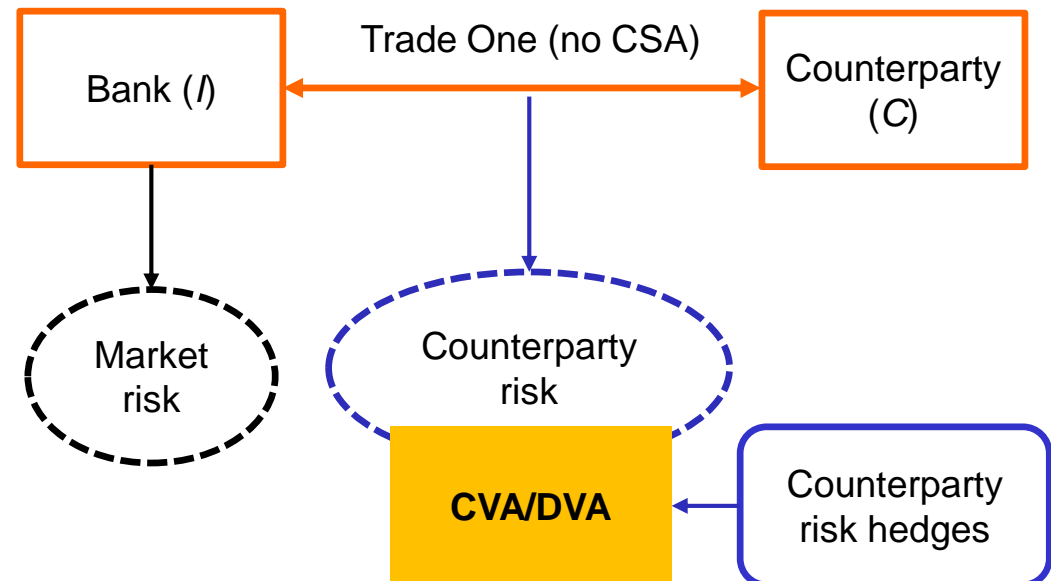 Trade One (no CSA)
Bank (I)
Counterparty
(C)
Market
risk
Counterparty
risk
CVA/DVA
Counterparty
risk hedges